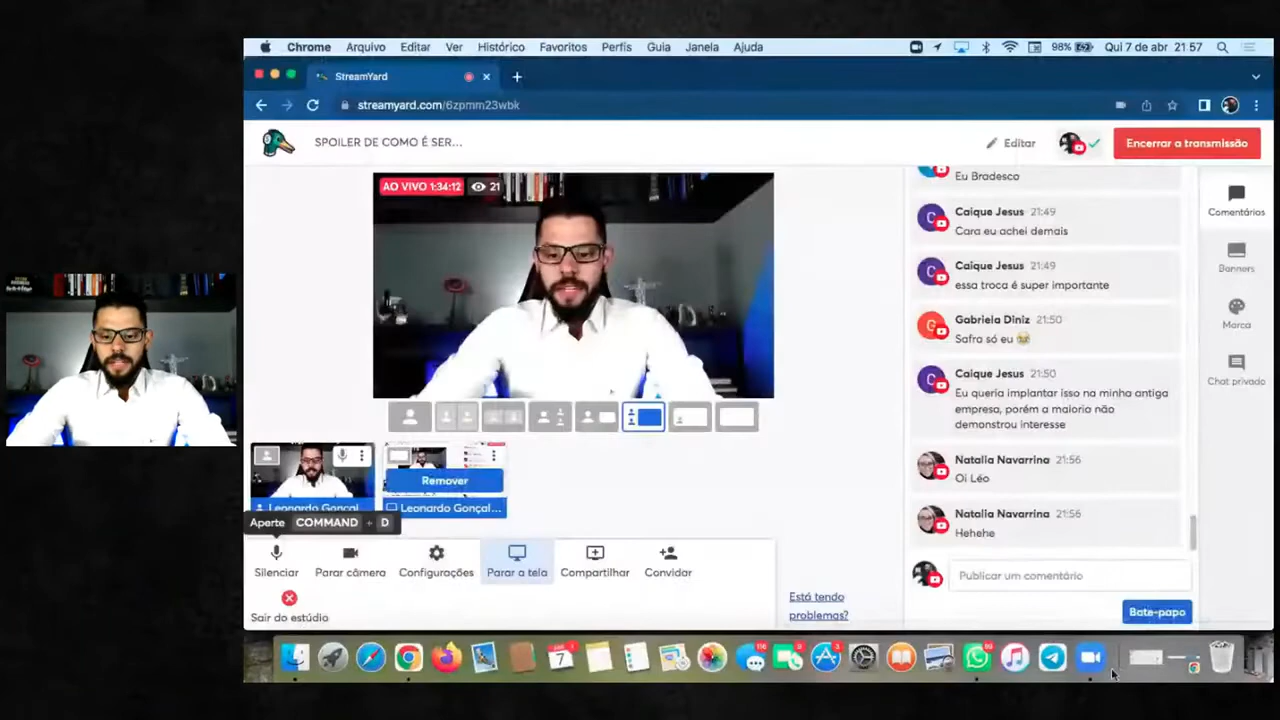 Chrome Arquivo Editar Ver Histórico Favoritos Perfis Guia Janela Ajuda 98% Qui 7 de abr 21:57
StreamYard
streamyard.com/6zpmm23wbk
SPOILER DE COMO É SER...
Editar
Encerrar a transmissão
AO VIVO 1:34:12 21
Eu Bradesco
Caique Jesus 21:49
Cara eu achei demais
Caique Jesus 21:49
essa troca é super importante
Gabriela Diniz 21:50
Safra só eu
Caique Jesus 21:50
Eu queria implantar isso na minha antiga
empresa, porém a maioria não
demonstrou interesse
Natalia Navarrina 21:56
Oi Léo
Natalia Navarrina 21:56
Hehehe
Publicar um comentário
Bate-papo
Comentários
Banners
Marca
Chat privado
Remover
Leonardo Gonçal...
Leonardo Gonçal...
Aperte COMMAND + D
Silenciar Parar câmera Configurações Parar a tela Compartilhar Convidar
Sair do estúdio
Está tendo
problemas?